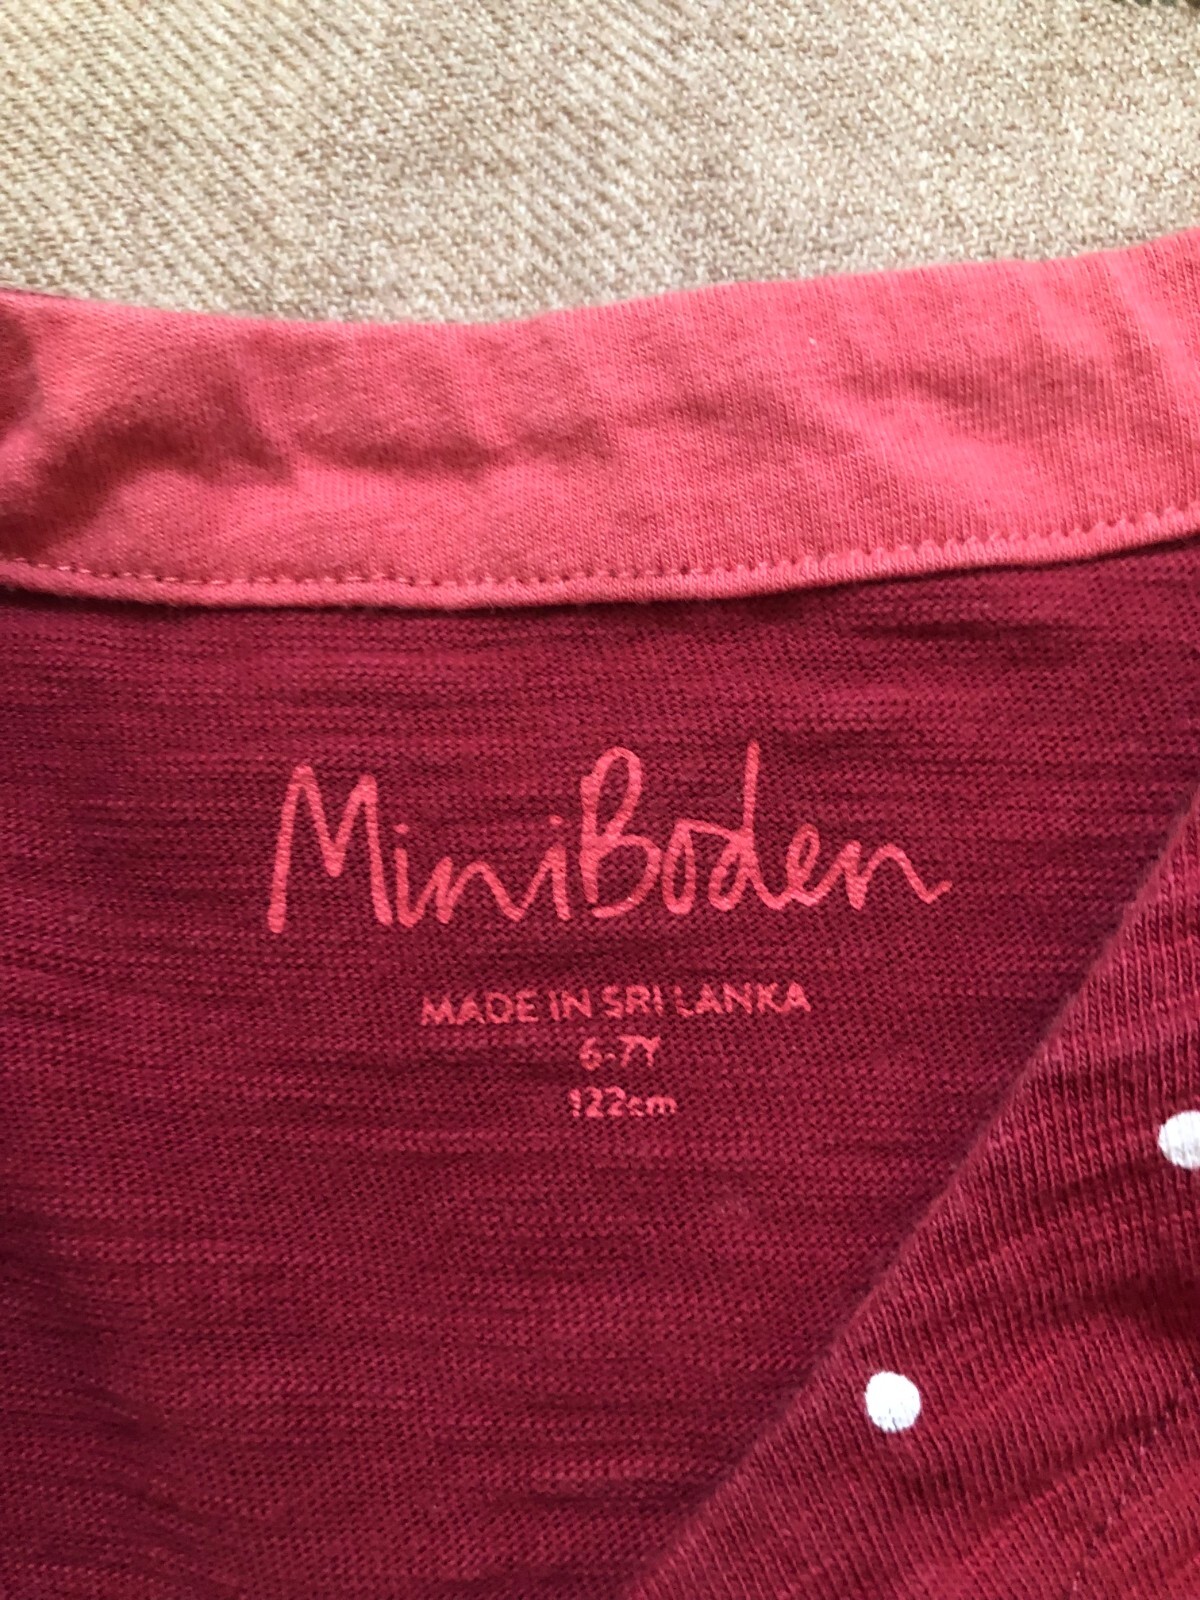 MiniBoden
MADE IN SRI LANKA
6-7Y
122cm